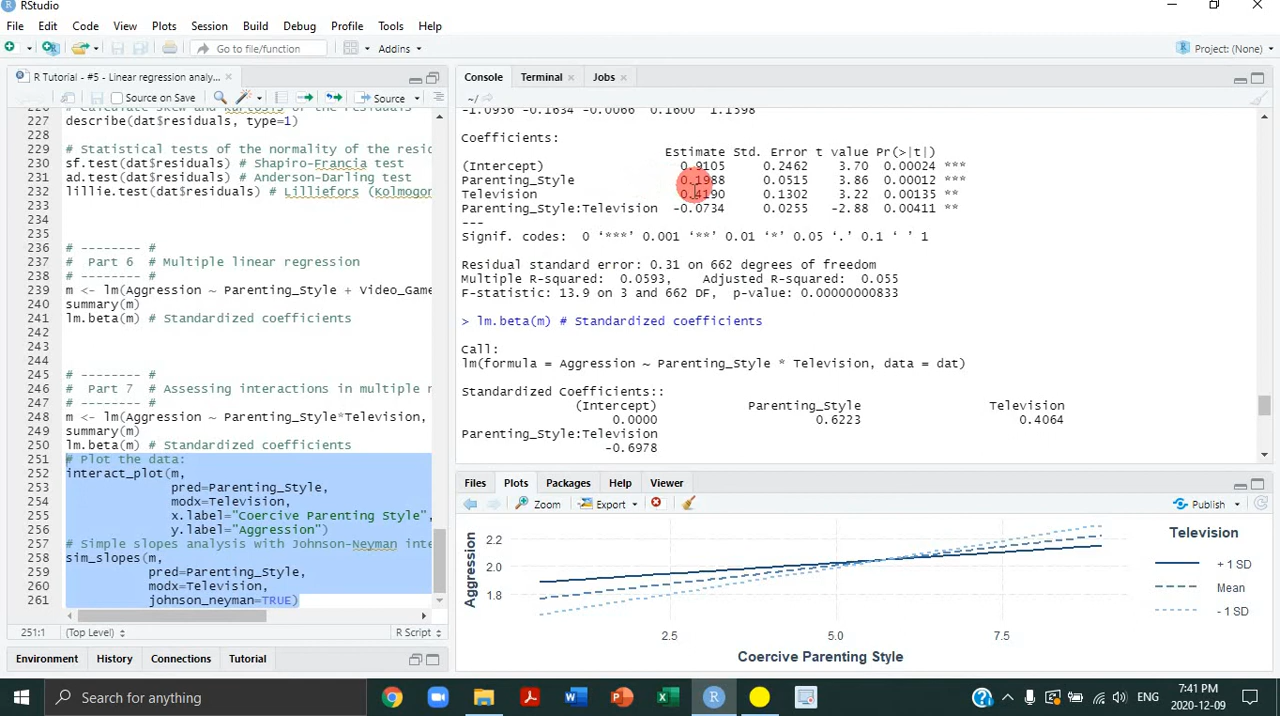 RStudio
File Edit Code View Plots Session Build Debug Profile Tools Help
Go to file/function Addins Project: (None)
R Tutorial - #5 - Linear regression analy...
Source on Save Source
227 describe(dat$residuals, type=1)
228
229 # Statistical tests of the normality of the resid
230 sf.test(dat$residuals) # Shapiro-Francia test
231 ad.test(dat$residuals) # Anderson-Darling test
232 lillie.test(dat$residuals) # Lilliefors (Kolmogon
233
234
235
236 # -------- #
237 # Part 6 # Multiple linear regression
238 # -------- #
239 m <- lm(Aggression ~ Parenting_Style + Video_Game
240 summary(m)
241 lm.beta(m) # Standardized coefficients
242
243
244
245 # -------- #
246 # Part 7 # Assessing interactions in multiple r
247 # -------- #
248 m <- lm(Aggression ~ Parenting_Style*Television,
249 summary(m)
250 lm.beta(m) # Standardized coefficients
251 # Plot the data:
252 interact_plot(m,
253 pred=Parenting_Style,
254 modx=Television,
255 x.label="Coercive Parenting Style",
256 y.label="Aggression")
257 # Simple slopes analysis with Johnson-Neyman inte
258 sim_slopes(m,
259 pred=Parenting_Style,
260 modx=Television,
261 johnson_neyman=TRUE)
251:1 (Top Level) R Script
Environment History Connections Tutorial
Console Terminal Jobs
~/
-1.0956 -0.1634 -0.0066 0.1600 1.1398
Coefficients:
Estimate Std. Error t value Pr(>|t|)
(Intercept) 0.9105 0.2462 3.70 0.00024 ***
Parenting_Style 0.1988 0.0515 3.86 0.00012 ***
Television 0.4190 0.1302 3.22 0.00135 **
Parenting_Style:Television -0.0734 0.0255 -2.88 0.00411 **
---
Signif. codes: 0 ‘***’ 0.001 ‘**’ 0.01 ‘*’ 0.05 ‘.’ 0.1 ‘ ’ 1
Residual standard error: 0.31 on 662 degrees of freedom
Multiple R-squared: 0.0593, Adjusted R-squared: 0.055
F-statistic: 13.9 on 3 and 662 DF, p-value: 0.00000000833
> lm.beta(m) # Standardized coefficients
Call:
lm(formula = Aggression ~ Parenting_Style * Television, data = dat)
Standardized Coefficients::
(Intercept) Parenting_Style Television
0.0000 0.6223 0.4064
Parenting_Style:Television
-0.6978
Files Plots Packages Help Viewer
Zoom Export Publish
Aggression
2.2
2.0
1.8
2.5 5.0 7.5
Coercive Parenting Style
Television
+ 1 SD
Mean
- 1 SD
Search for anything
ENG
7:41 PM
2020-12-09